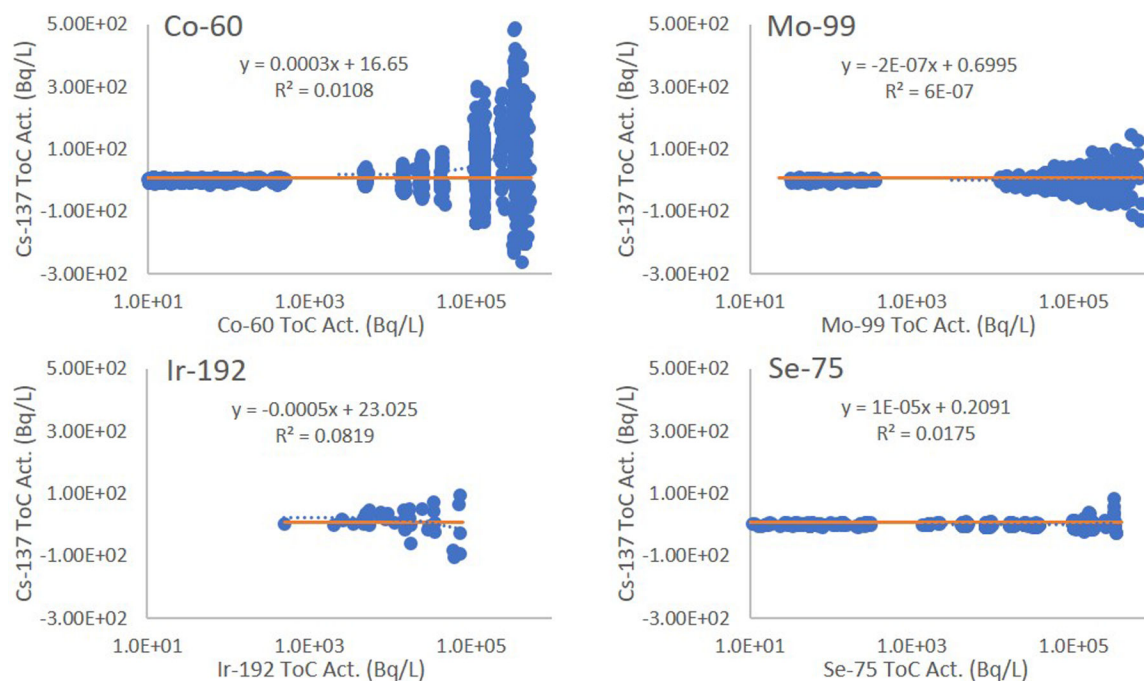 Co-60
y = 0.0003x + 16.65
R² = 0.0108
5.00E+02
3.00E+02
1.00E+02
-1.00E+02
-3.00E+02
Cs-137 ToC Act. (Bq/L)
1.0E+01
1.0E+03
1.0E+05
Co-60 ToC Act. (Bq/L)
Mo-99
y = -2E-07x + 0.6995
R² = 6E-07
5.00E+02
3.00E+02
1.00E+02
-1.00E+02
-3.00E+02
Cs-137 ToC Act. (Bq/L)
1.0E+01
1.0E+03
1.0E+05
Mo-99 ToC Act. (Bq/L)
Ir-192
y = -0.0005x + 23.025
R² = 0.0819
5.00E+02
3.00E+02
1.00E+02
-1.00E+02
-3.00E+02
Cs-137 ToC Act. (Bq/L)
1.0E+01
1.0E+03
1.0E+05
Ir-192 ToC Act. (Bq/L)
Se-75
y = 1E-05x + 0.2091
R² = 0.0175
5.00E+02
3.00E+02
1.00E+02
-1.00E+02
-3.00E+02
Cs-137 ToC Act. (Bq/L)
1.0E+01
1.0E+03
1.0E+05
Se-75 ToC Act. (Bq/L)